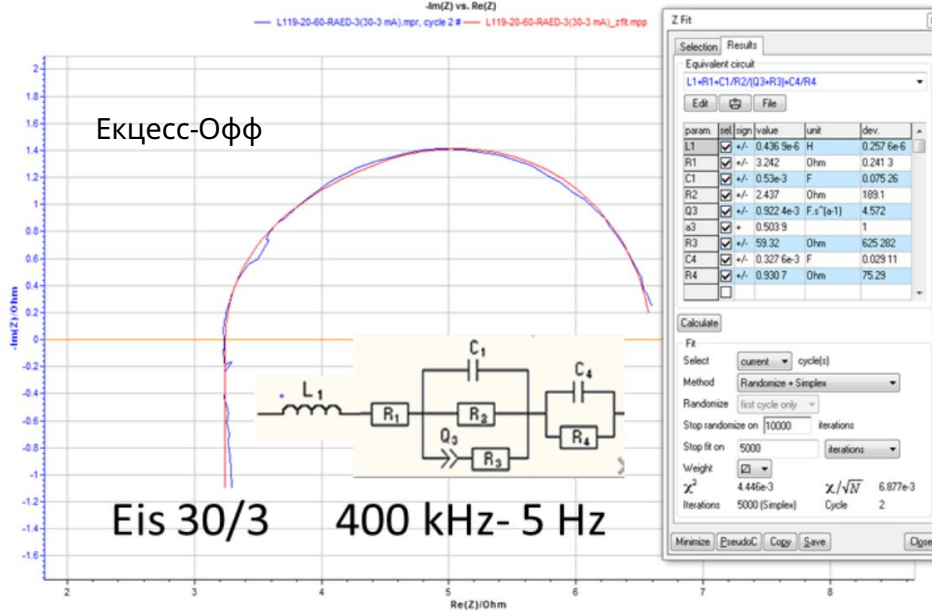 -Im(Z) vs. Re(Z)
L119-20-60-RAED-3(30-3 mA).mpr, cycle 2 # L119-20-60-RAED-3(30-3 mA)_zfit.mpp
-Im(Z)/Ohm
2
1.8
1.6
1.4
1.2
1
0.8
0.6
0.4
0.2
0
-0.2
-0.4
-0.6
-0.8
-1
-1.2
-1.4
-1.6
Екцесс-Офф
L1
R1
C1
R2
Q3
R3
C4
R4
Eis 30/3 400 kHz- 5 Hz
2 3 4 5 6 7 8
Re(Z)/Ohm
Z Fit
Selection Results
Equivalent circuit
L1+R1+C1/R2/(Q3+R3)+C4/R4
Edit File
param. sel. sign value unit dev.
L1 +/- 0.436 9e-6 H 0.257 6e-6
R1 +/- 3.242 Ohm 0.241 3
C1 +/- 0.53e-3 F 0.075 26
R2 +/- 2.437 Ohm 189.1
Q3 +/- 0.922 4e-3 F.s^(a-1) 4.572
a3 + 0.503 9 1
R3 +/- 59.32 Ohm 625 282
C4 +/- 0.327 6e-3 F 0.029 11
R4 +/- 0.930 7 Ohm 75.29
Calculate
Fit
Select current cycle(s)
Method Randomize + Simplex
Randomize first cycle only
Stop randomize on 10000 iterations
Stop fit on 5000 iterations
Weight |Z|
χ² 4.446e-3 χ/√N 6.877e-3
Iterations 5000 (Simplex) Cycle 2
Minimize PseudoC Copy Save Close